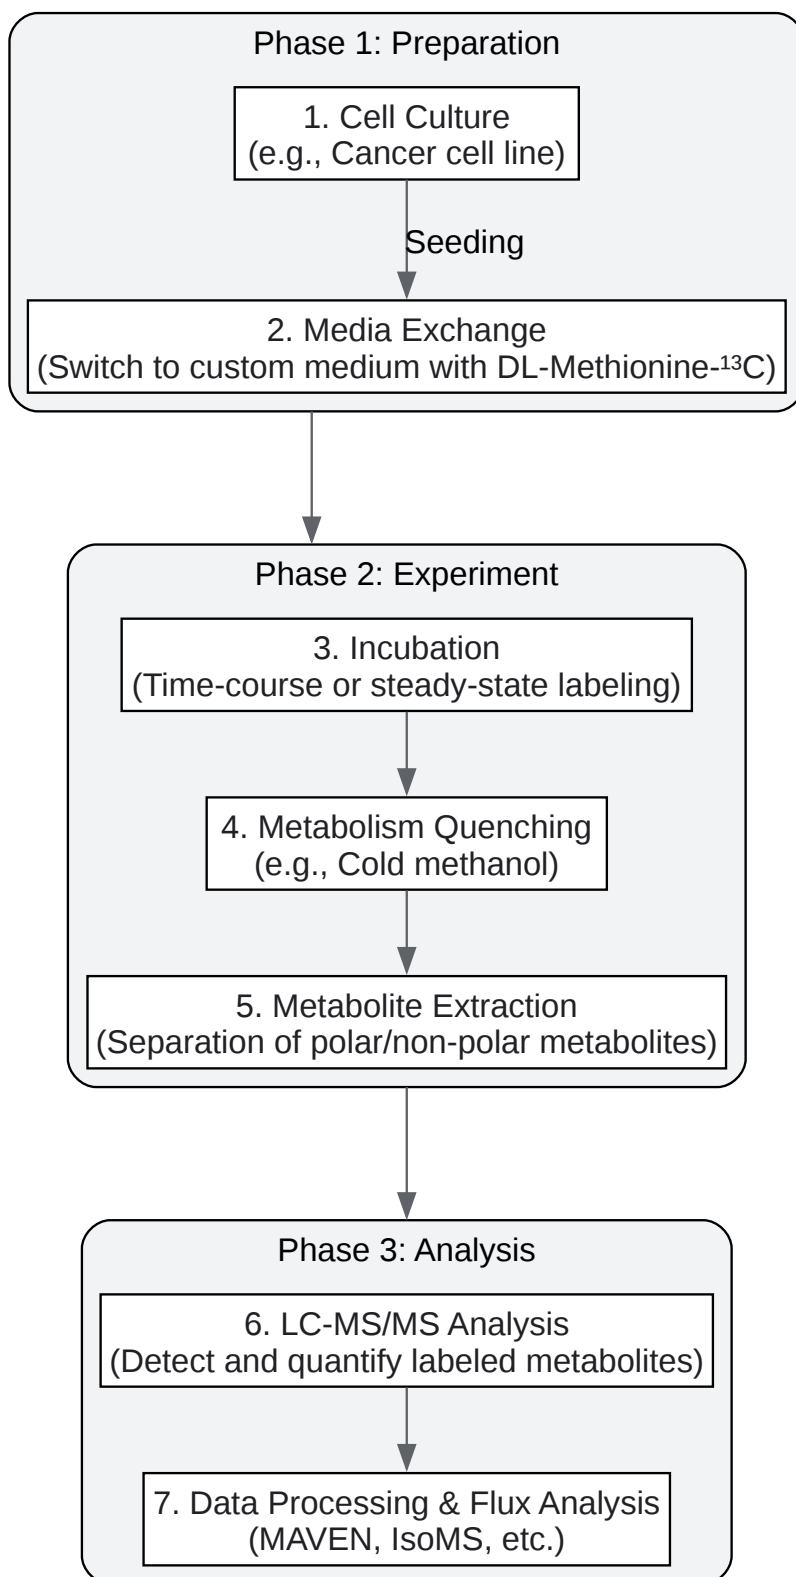 Phase 1: Preparation
1. Cell Culture
(e.g., Cancer cell line)
Seeding
2. Media Exchange
(Switch to custom medium with DL-Methionine-¹³C)
Phase 2: Experiment
3. Incubation
(Time-course or steady-state labeling)
4. Metabolism Quenching
(e.g., Cold methanol)
5. Metabolite Extraction
(Separation of polar/non-polar metabolites)
Phase 3: Analysis
6. LC-MS/MS Analysis
(Detect and quantify labeled metabolites)
7. Data Processing & Flux Analysis
(MAVEN, IsoMS, etc.)